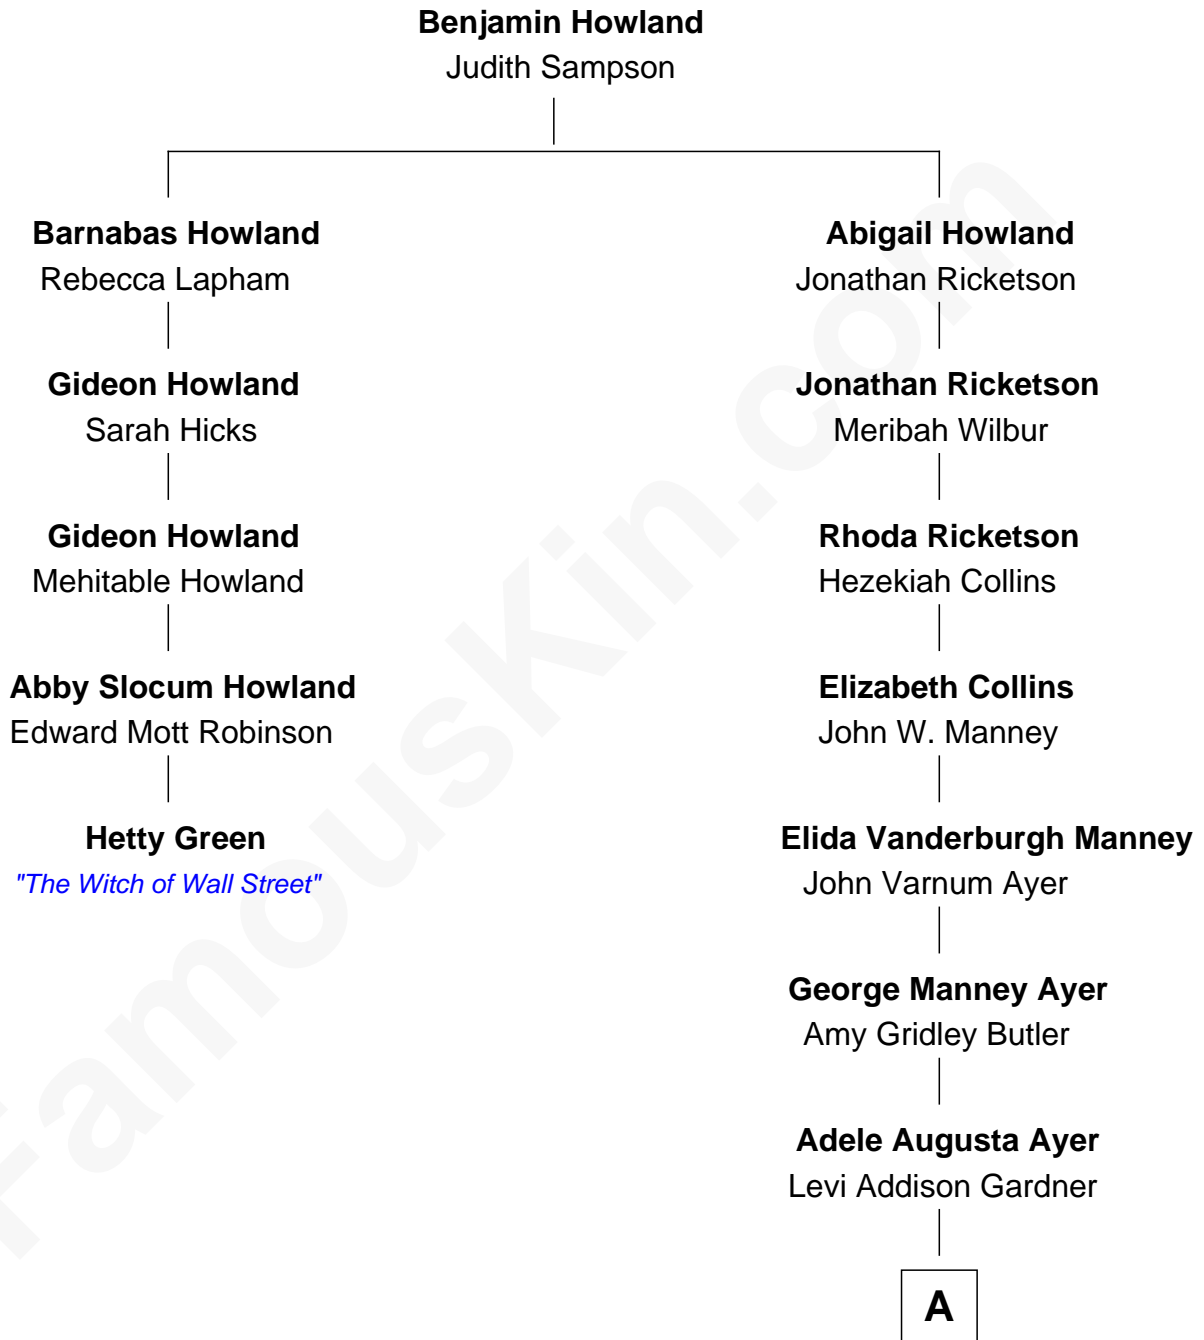 Benjamin Howland
Judith Sampson
Barnabas Howland
Rebecca Lapham
Abigail Howland
Jonathan Ricketson
Gideon Howland
Sarah Hicks
Jonathan Ricketson
Meribah Wilbur
Gideon Howland
Mehitable Howland
Rhoda Ricketson
Hezekiah Collins
Abby Slocum Howland
Edward Mott Robinson
Elizabeth Collins
John W. Manney
Hetty Green
"The Witch of Wall Street"
Elida Vanderburgh Manney
John Varnum Ayer
George Manney Ayer
Amy Gridley Butler
Adele Augusta Ayer
Levi Addison Gardner
A
FamousKin.com